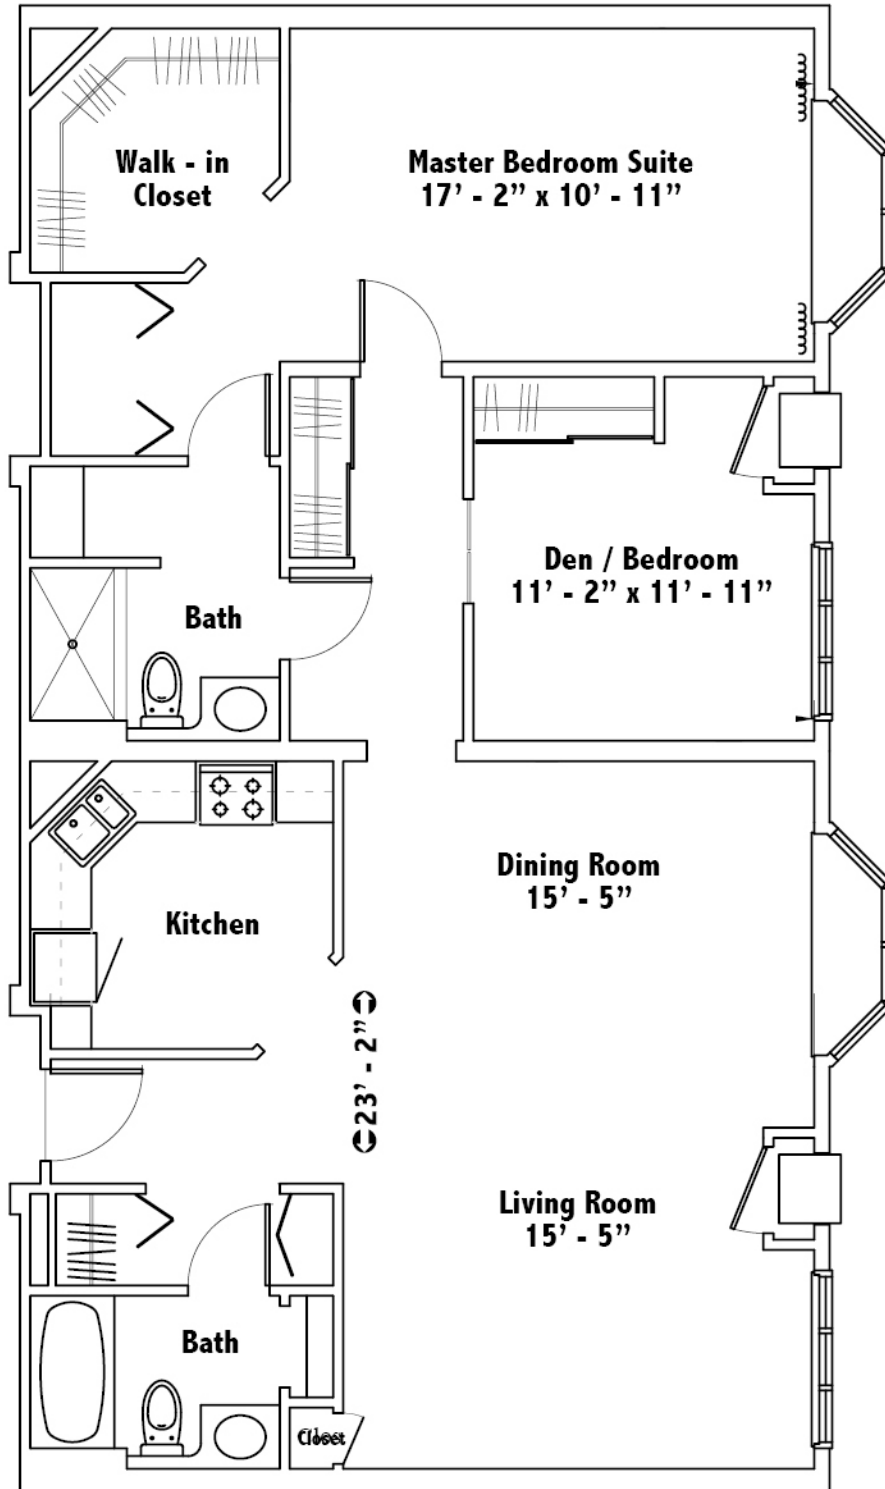 Walk - in
Closet
Master Bedroom Suite
17’ - 2” x 10’ - 11”
Den / Bedroom
11’ - 2” x 11’ - 11”
Bath
Dining Room
15’ - 5”
Kitchen
23’ - 2”
Living Room
15’ - 5”
Bath
Closet